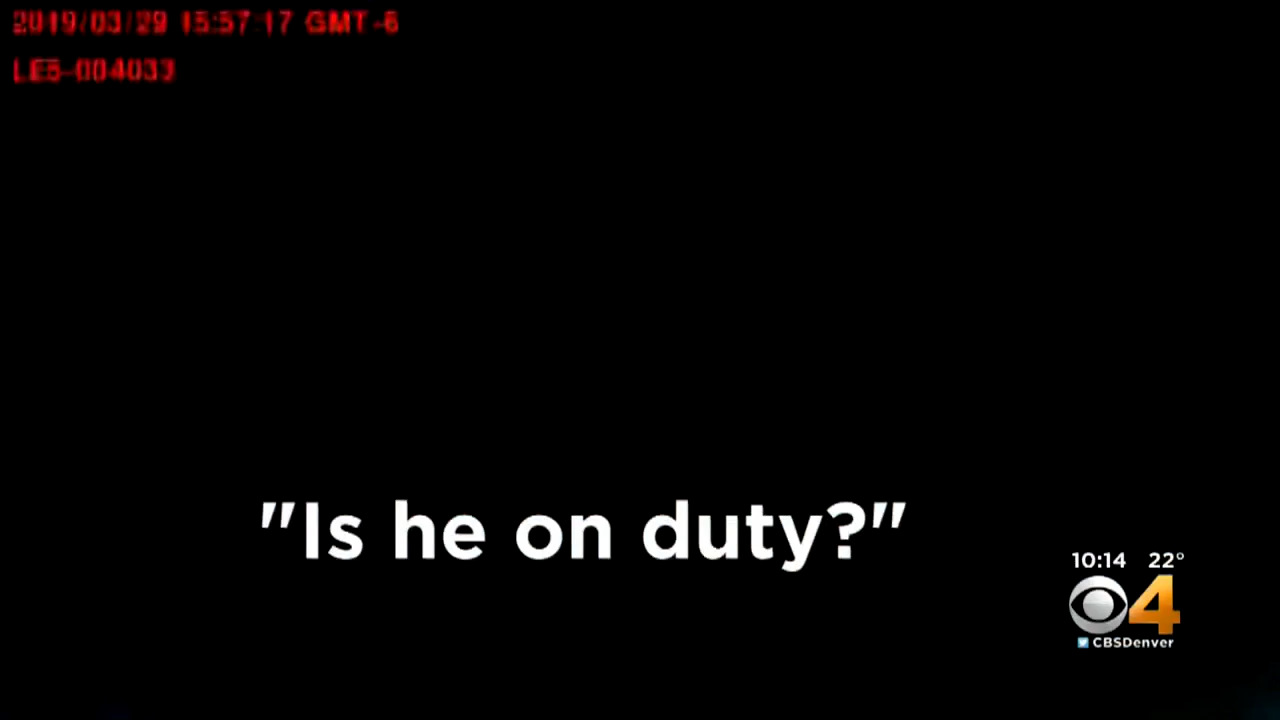 2019/03/29 15:57:17 GMT-6
LE5-004033
"Is he on duty?"
10:14 22°
4
CBSDenver